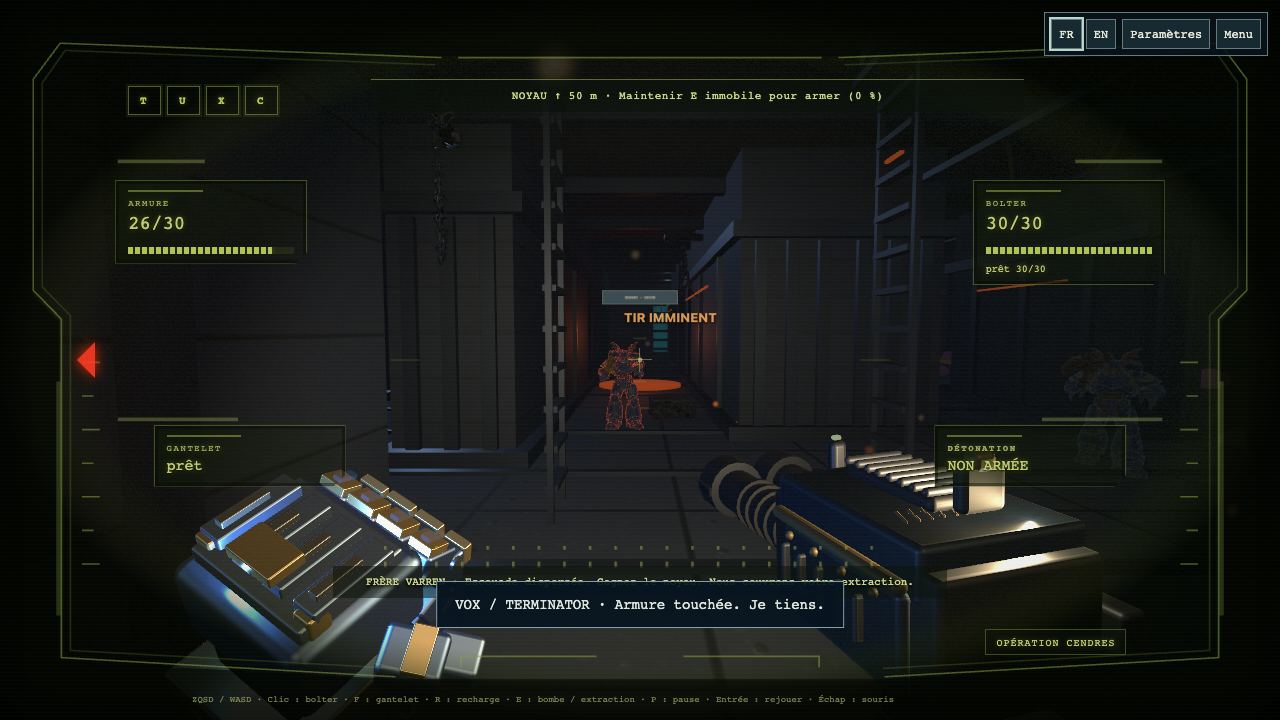 FR EN Paramètres Menu
T U X C
NOYAU ↑ 50 m · Maintenir E immobile pour armer (0 %)
ARMURE
26/30
BOLTER
30/30
prêt 30/30
TIR IMMINENT
GANTELET
prêt
DÉTONATION
NON ARMÉE
FRÈRE VARREN extraction.
VOX / TERMINATOR · Armure touchée. Je tiens.
OPÉRATION CENDRES
ZQSD / WASD · Clic : bolter · F : gantelet · R : recharge · E : bombe / extraction · P : pause · Entrée : rejouer · Échap : souris